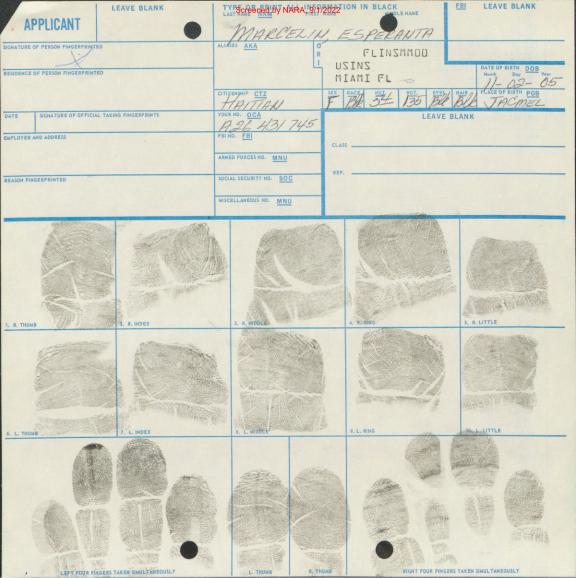 APPLICANT
LEAVE BLANK
TYPE OR PRINT ALL INFORMATION IN BLACK
LAST NAME NAM FIRST NAME MIDDLE NAME
Screened by NARA, 9/1/2022
FBI LEAVE BLANK
MARCELIN, ESPERANTA
SIGNATURE OF PERSON FINGERPRINTED
ALIASES AKA
O
R
I
FLINSMM00
USINS
MIAMI FL
RESIDENCE OF PERSON FINGERPRINTED
DATE OF BIRTH DOB
Month Day Year
11-02-05
CITIZENSHIP CTZ
HAITIAN
SEX RACE HGT. WGT. EYES HAIR PLACE OF BIRTH POB
F Blk 135 Blk Blk JACMEL
DATE SIGNATURE OF OFFICIAL TAKING FINGERPRINTS
YOUR NO. OCA
A26 431 745
LEAVE BLANK
EMPLOYER AND ADDRESS
FBI NO. FBI
CLASS
ARMED FORCES NO. MNU
REF.
REASON FINGERPRINTED
SOCIAL SECURITY NO. SOC
MISCELLANEOUS NO. MNU
1. R. THUMB
2. R. INDEX
3. R. MIDDLE
4. R. RING
5. R. LITTLE
6. L. THUMB
7. L. INDEX
8. L. MIDDLE
9. L. RING
10. L. LITTLE
LEFT FOUR FINGERS TAKEN SIMULTANEOUSLY
L. THUMB
R. THUMB
RIGHT FOUR FINGERS TAKEN SIMULTANEOUSLY